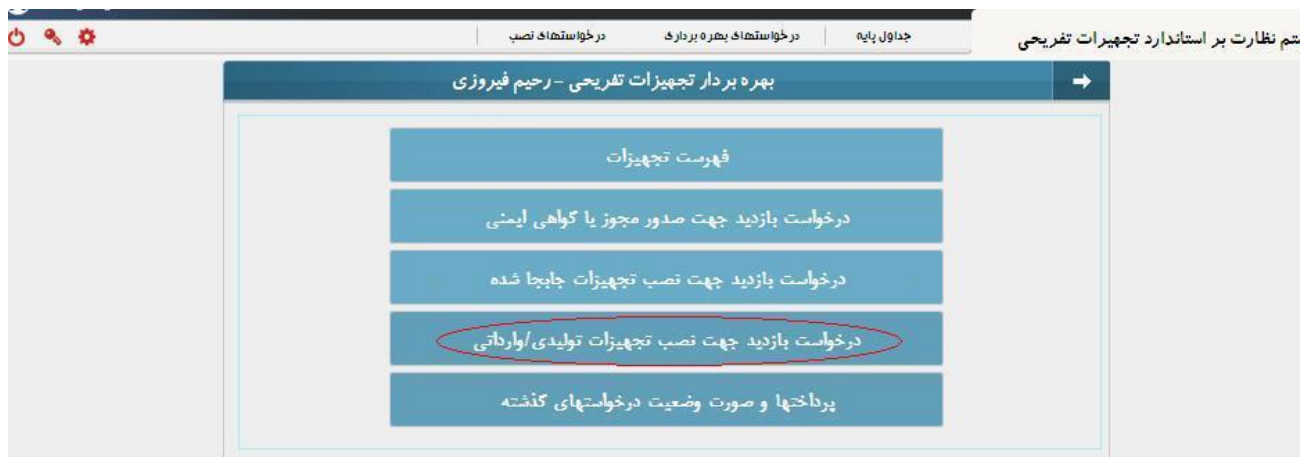 جداول پایه درخواستهای بهره برداری درخواستهای نصب
تم نظارت بر استاندارد تجهیرات تفریحی
بهره بردار تجهیزات تفریحی - رحیم فیروزی
فهرست تجهیزات
درخواست بازدید جهت صدور مجوز یا گواهی ایمنی
درخواست بازدید جهت نصب تجهیزات جابجا شده
درخواست بازدید جهت نصب تجهیزات تولیدی/وارداتی
پرداختها و صورت وضعیت درخواستهای گذشته